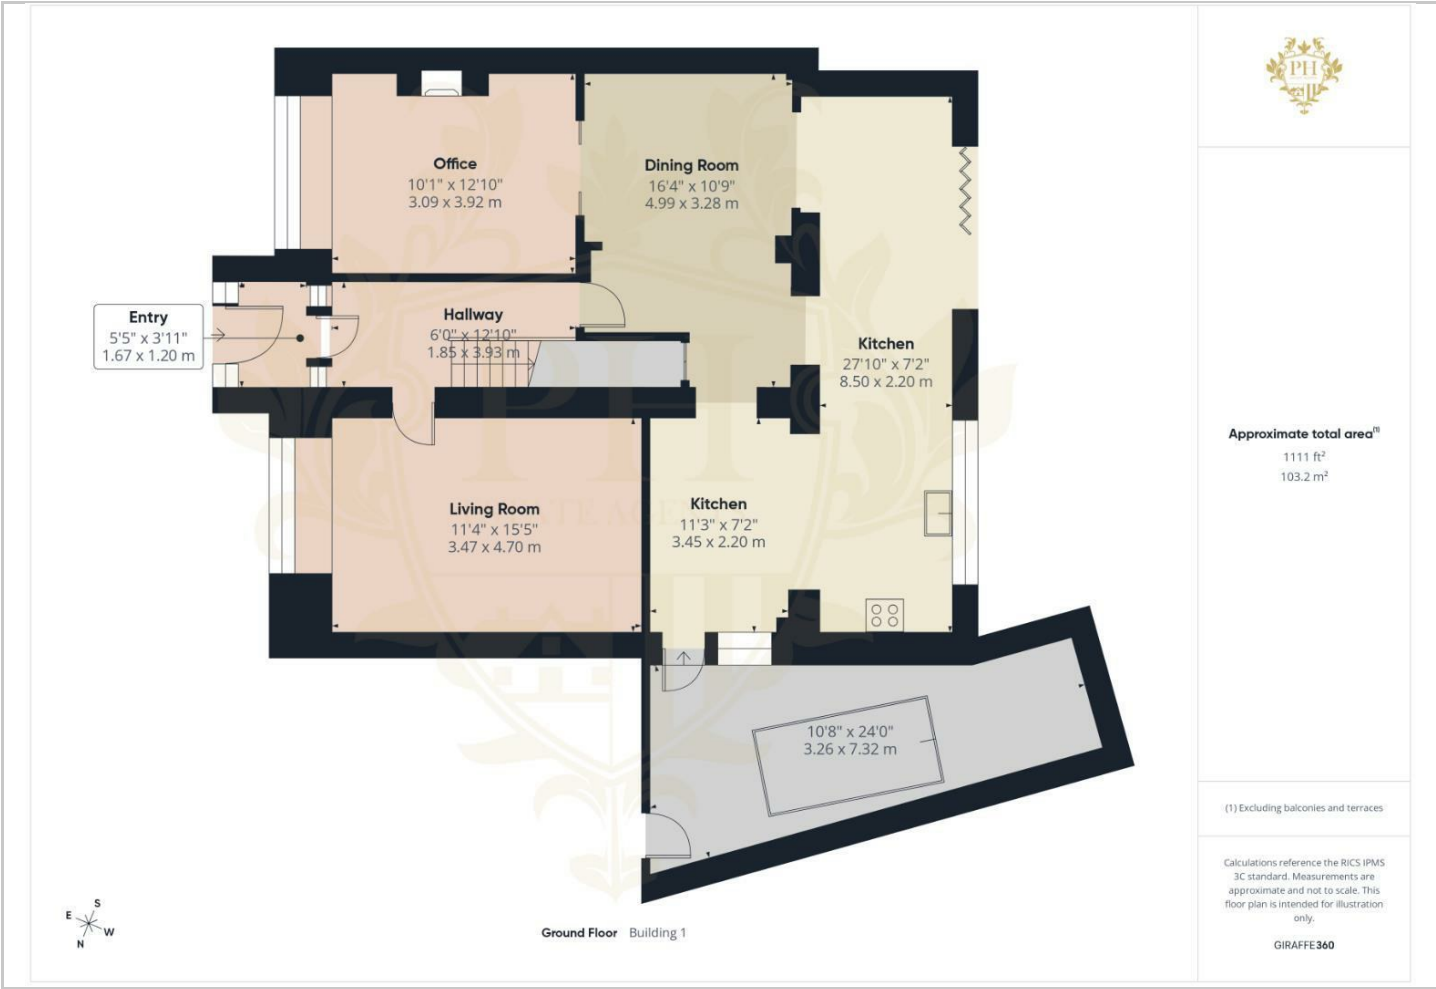 PH
Office
10'1" x 12'10"
3.09 x 3.92 m
Dining Room
16'4" x 10'9"
4.99 x 3.28 m
Entry
5'5" x 3'11"
1.67 x 1.20 m
Hallway
6'0" x 12'10"
1.85 x 3.93 m
Kitchen
27'10" x 7'2"
8.50 x 2.20 m
Living Room
11'4" x 15'5"
3.47 x 4.70 m
Kitchen
11'3" x 7'2"
3.45 x 2.20 m
10'8" x 24'0"
3.26 x 7.32 m
PH
S
E
W
N
Ground Floor Building 1
Approximate total area(1)
1111 ft²
103.2 m²
(1) Excluding balconies and terraces
Calculations reference the RICS IPMS
3C standard. Measurements are
approximate and not to scale. This
floor plan is intended for illustration
only.
GIRAFFE360